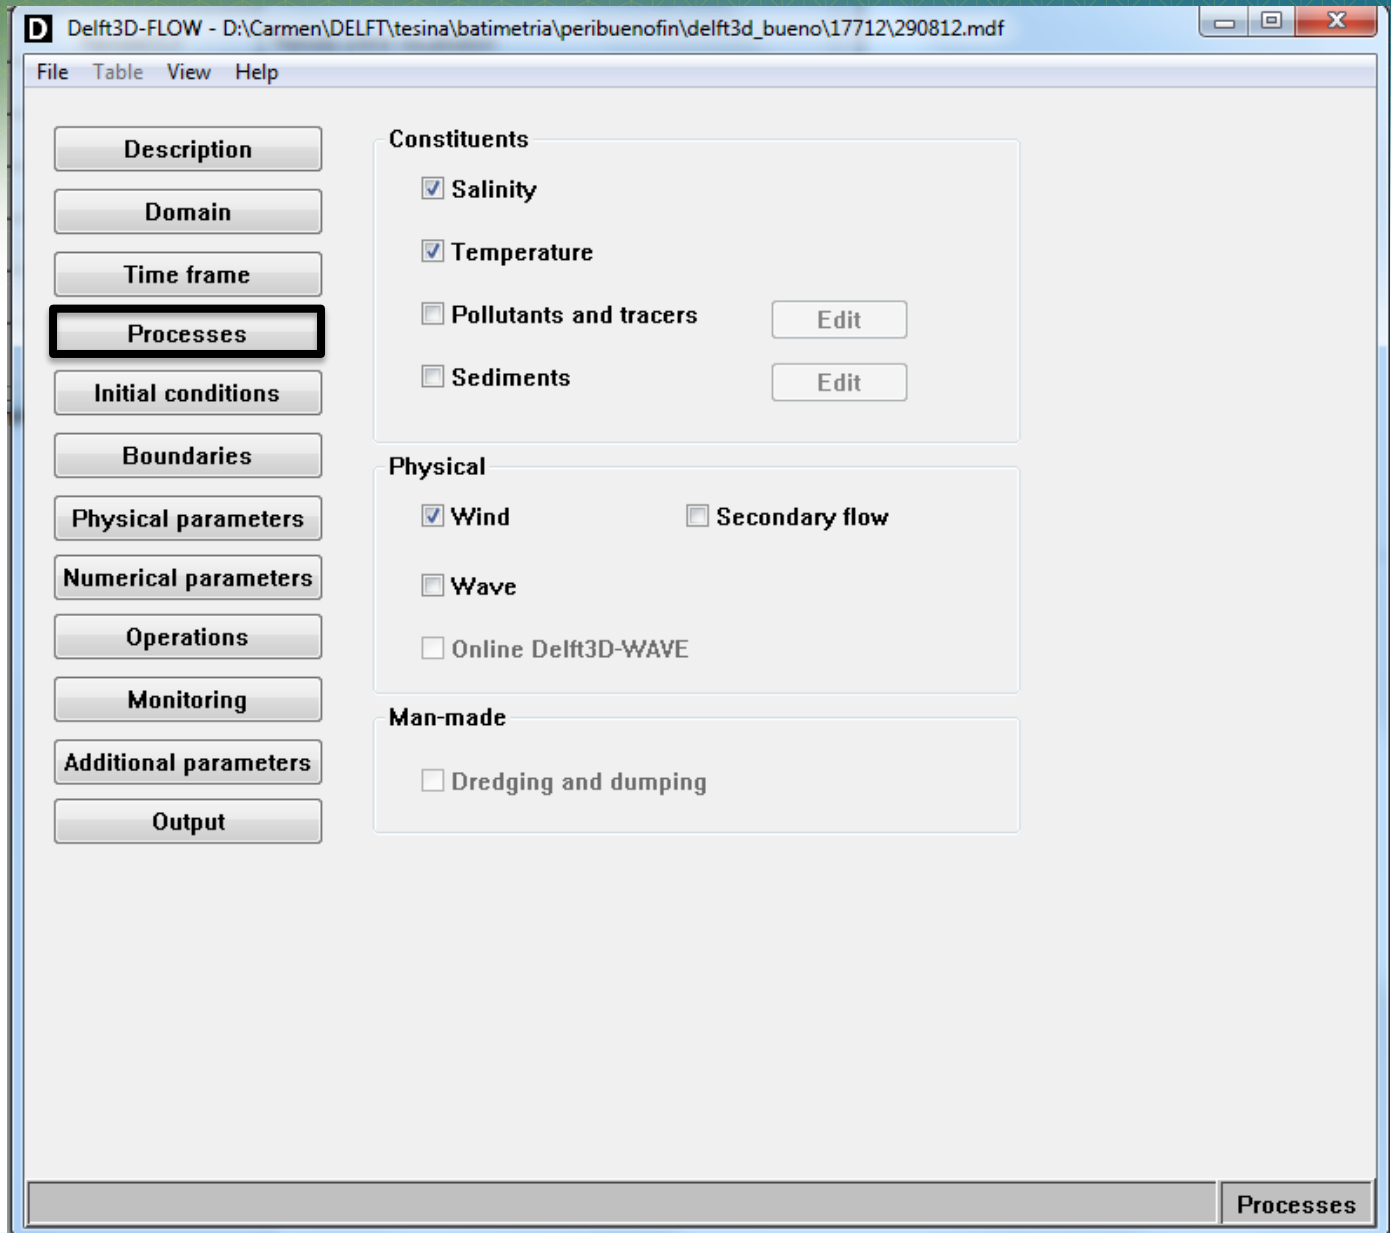 D Delft3D-FLOW - D:\Carmen\DELFT\tesina\batimetria\peribuenofin\delft3d_bueno\17712\290812.mdf
File Table View Help
Description
Domain
Time frame
Processes
Initial conditions
Boundaries
Physical parameters
Numerical parameters
Operations
Monitoring
Additional parameters
Output
Constituents
Salinity
Temperature
Pollutants and tracers Edit
Sediments Edit
Physical
Wind Secondary flow
Wave
Online Delft3D-WAVE
Man-made
Dredging and dumping
Processes